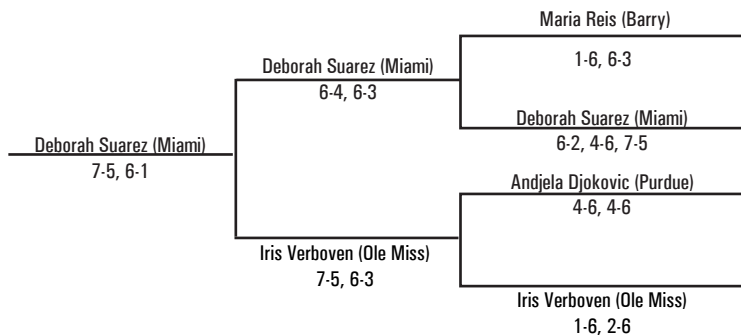 Maria Reis (Barry)
1-6, 6-3
Deborah Suarez (Miami)
6-4, 6-3
Deborah Suarez (Miami)
6-2, 4-6, 7-5
Deborah Suarez (Miami)
7-5, 6-1
Andjela Djokovic (Purdue)
4-6, 4-6
Iris Verboven (Ole Miss)
7-5, 6-3
Iris Verboven (Ole Miss)
1-6, 2-6